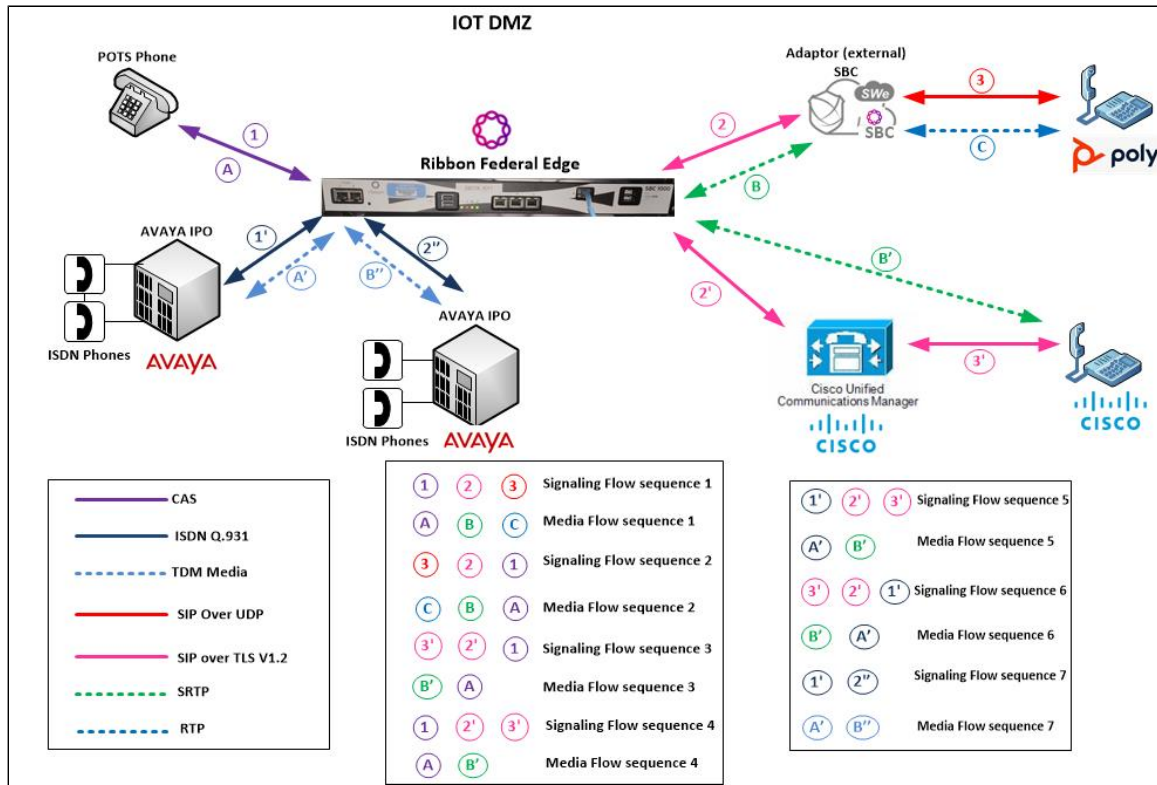 IOT DMZ
POTS Phone
1
A
Ribbon Federal Edge
SBC 1000
Adaptor (external)
SBC
SWe
SBC
2
B
3
C
poly
AVAYA IPO
1'
A'
ISDN Phones
AVAYA
2''
B''
AVAYA IPO
ISDN Phones
AVAYA
B'
2'
Cisco Unified
Communications Manager
CISCO
3'
CISCO
CAS
ISDN Q.931
TDM Media
SIP Over UDP
SIP over TLS V1.2
SRTP
RTP
1 2 3 Signaling Flow sequence 1
A B C Media Flow sequence 1
3 2 1 Signaling Flow sequence 2
C B A Media Flow sequence 2
3' 2' 1 Signaling Flow sequence 3
B' A Media Flow sequence 3
1 2' 3' Signaling Flow sequence 4
A B' Media Flow sequence 4
1' 2' 3' Signaling Flow sequence 5
A' B' Media Flow sequence 5
3' 2' 1' Signaling Flow sequence 6
B' A' Media Flow sequence 6
1' 2'' Signaling Flow sequence 7
A' B'' Media Flow sequence 7